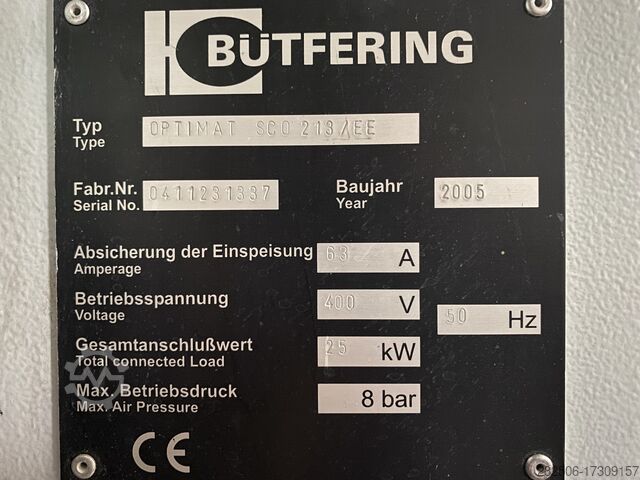 BÜTFERING
Typ OPTIMAT SCO 213/EE
Type
Fabr.Nr. 0411231337 Baujahr 2005
Serial No. Year
Absicherung der Einspeisung 63 A
Amperage
Betriebsspannung 400 V 50 Hz
Voltage
Gesamtanschlußwert 25 kW
Total connected Load
Max. Betriebsdruck 8 bar
Max. Air Pressure
CE